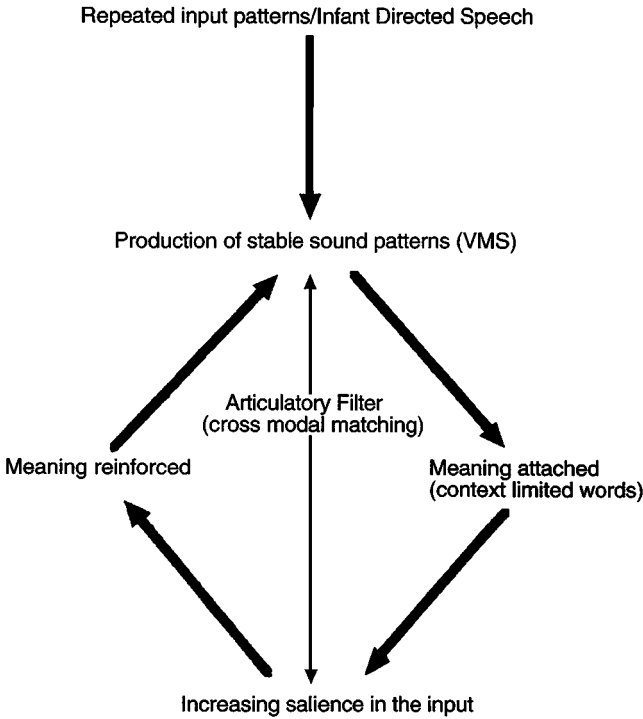 Repeated input patterns/Infant Directed Speech
Production of stable sound patterns (VMS)
Articulatory Filter
(cross modal matching)
Meaning reinforced
Meaning attached
(context limited words)
Increasing salience in the input